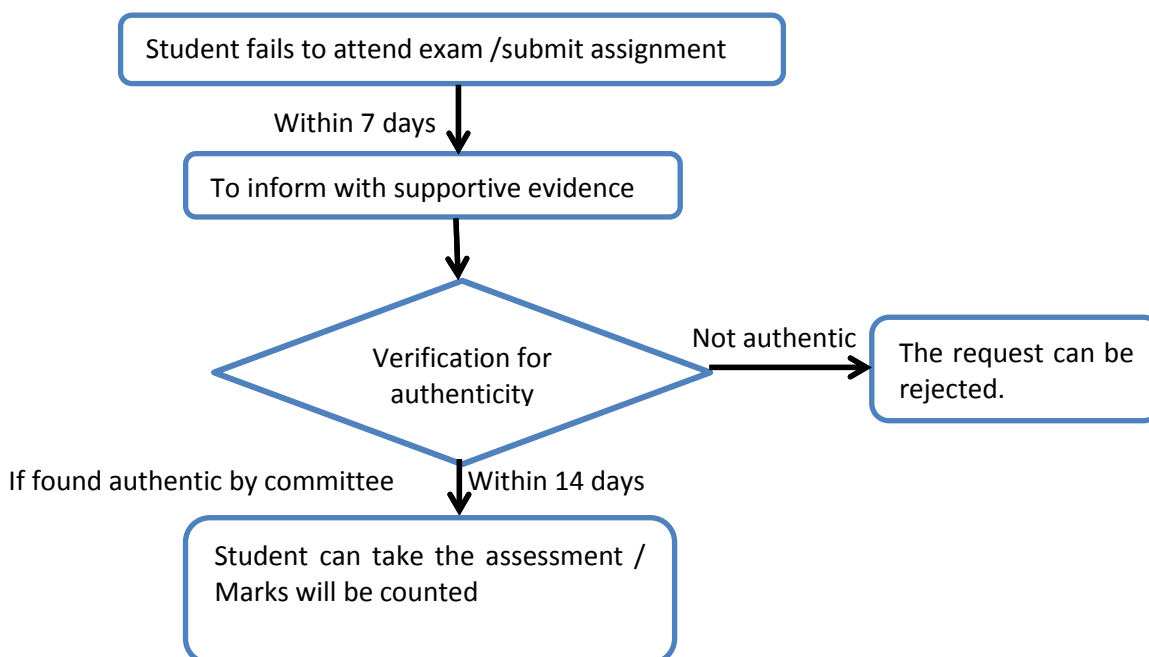 Student fails to attend exam /submit assignment
Within 7 days
To inform with supportive evidence
Verification for
authenticity
Not authentic
The request can be
rejected.
If found authentic by committee
Within 14 days
Student can take the assessment /
Marks will be counted